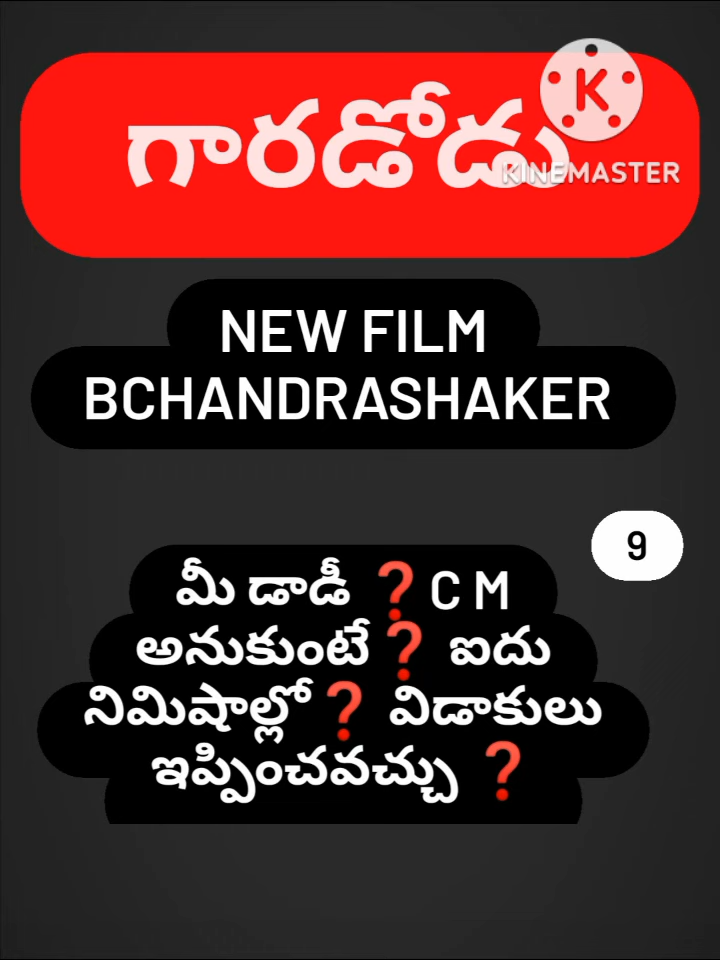 గారడోడు
K
KINEMASTER
NEW FILM
BCHANDRASHAKER
9
మీ డాడీ ❓C M
అనుకుంటే❓ ఐదు
నిమిషాల్లో❓ విడాకులు
ఇప్పించవచ్చు ❓